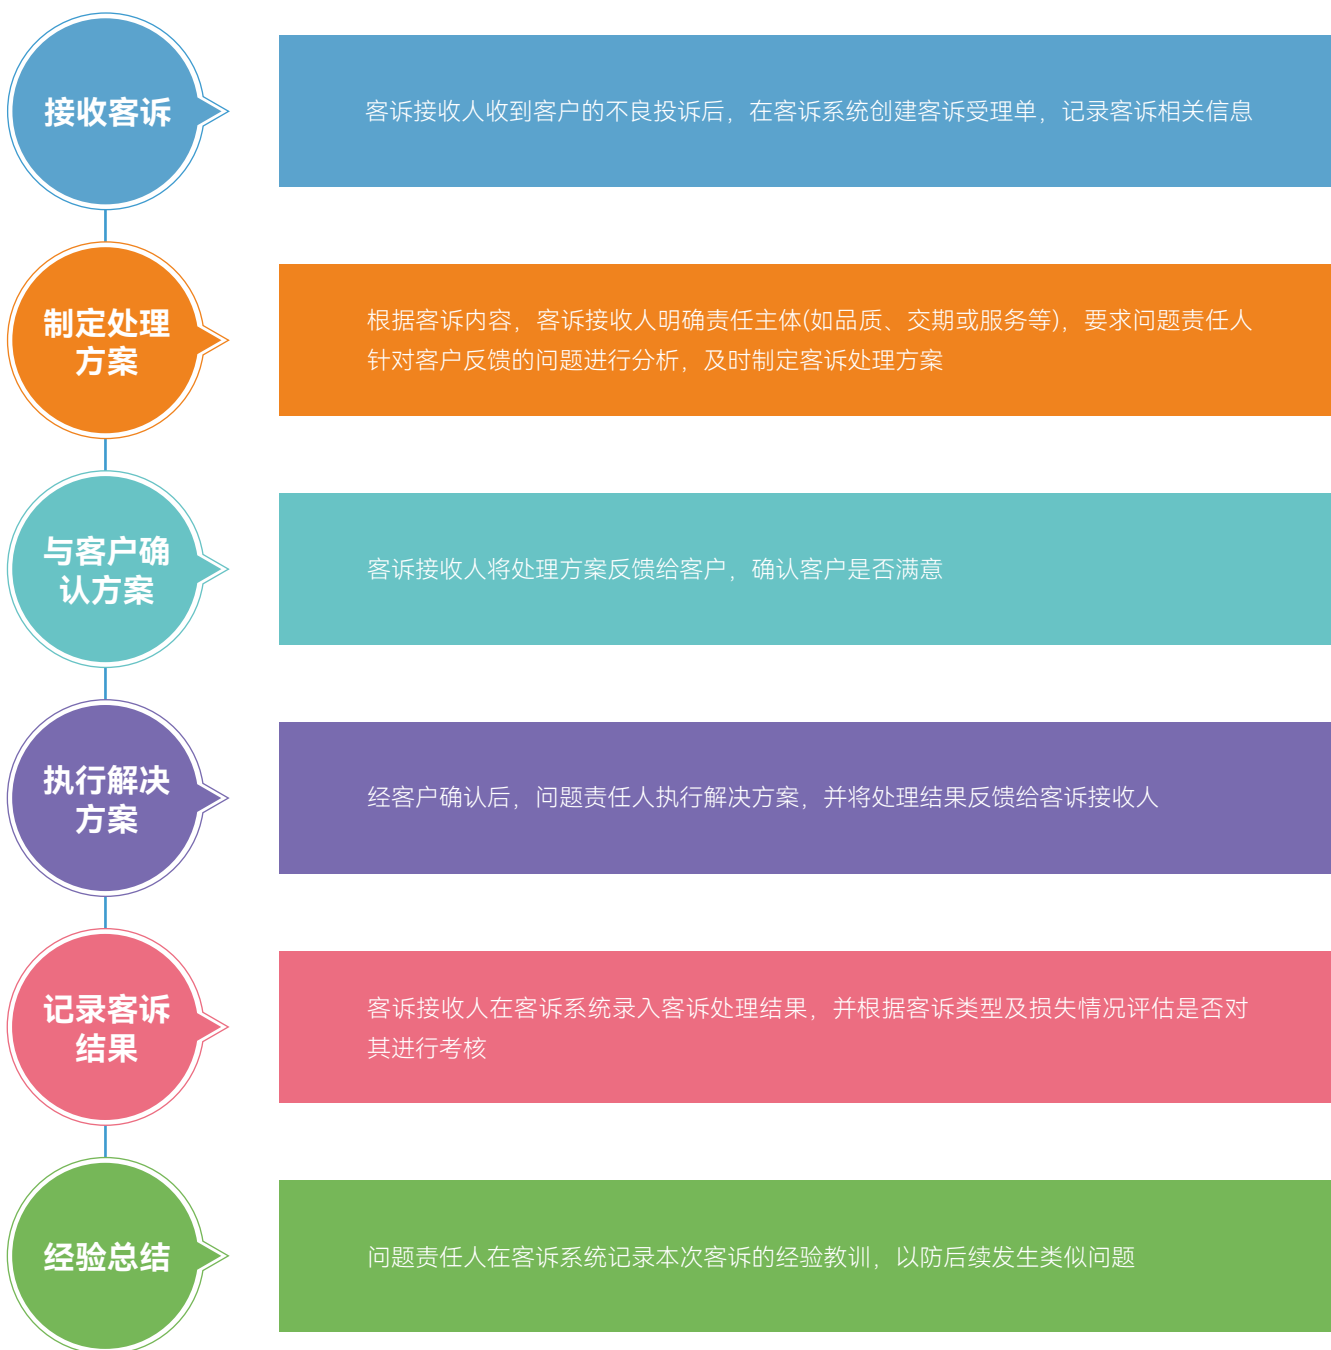 接收客诉
客诉接收人收到客户的不良投诉后，在客诉系统创建客诉受理单，记录客诉相关信息
制定处理
方案
根据客诉内容，客诉接收人明确责任主体(如品质、交期或服务等)，要求问题责任人
针对客户反馈的问题进行分析，及时制定客诉处理方案
与客户确
认方案
客诉接收人将处理方案反馈给客户，确认客户是否满意
执行解决
方案
经客户确认后，问题责任人执行解决方案，并将处理结果反馈给客诉接收人
记录客诉
结果
客诉接收人在客诉系统录入客诉处理结果，并根据客诉类型及损失情况评估是否对
其进行考核
经验总结
问题责任人在客诉系统记录本次客诉的经验教训，以防后续发生类似问题